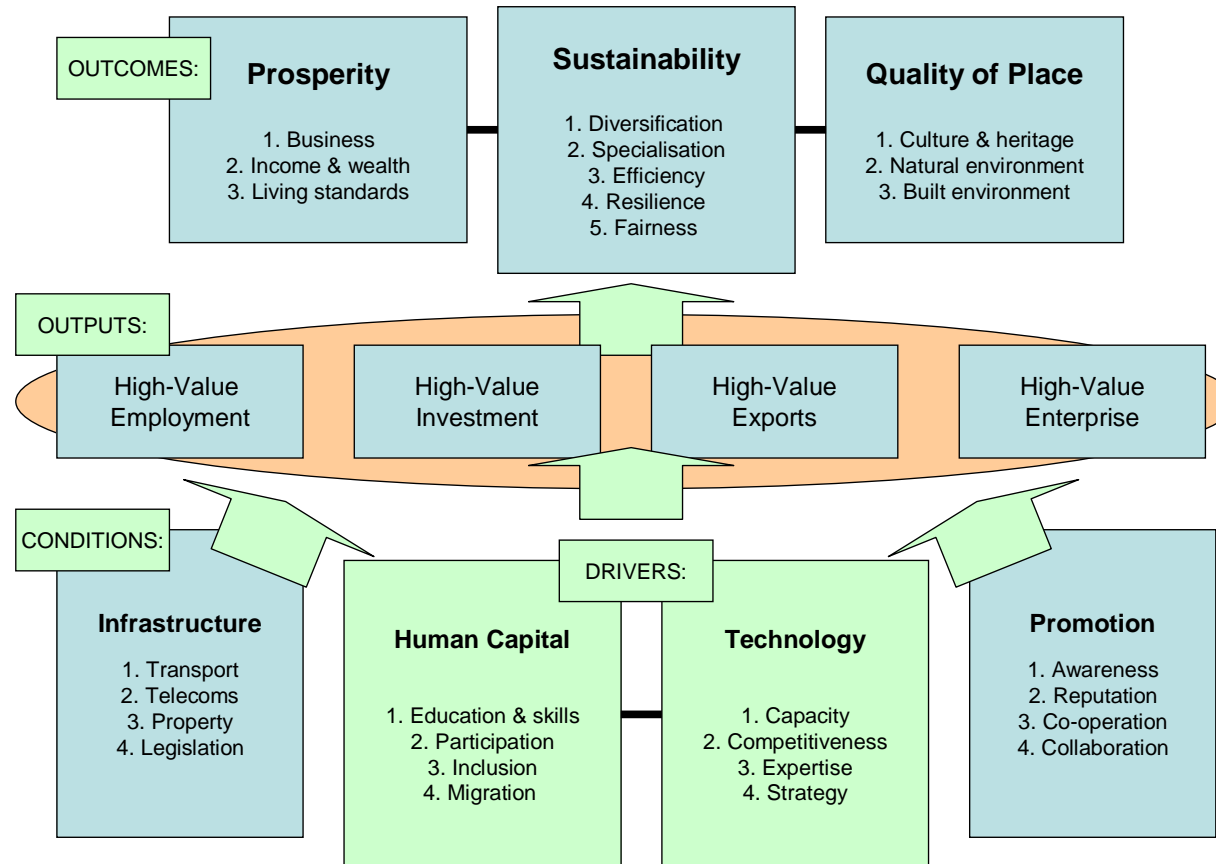 OUTCOMES:
Prosperity
1. Business
2. Income & wealth
3. Living standards
Sustainability
1. Diversification
2. Specialisation
3. Efficiency
4. Resilience
5. Fairness
Quality of Place
1. Culture & heritage
2. Natural environment
3. Built environment
OUTPUTS:
High-Value
Employment
High-Value
Investment
High-Value
Exports
High-Value
Enterprise
CONDITIONS:
Infrastructure
1. Transport
2. Telecoms
3. Property
4. Legislation
DRIVERS:
Human Capital
1. Education & skills
2. Participation
3. Inclusion
4. Migration
Technology
1. Capacity
2. Competitiveness
3. Expertise
4. Strategy
Promotion
1. Awareness
2. Reputation
3. Co-operation
4. Collaboration